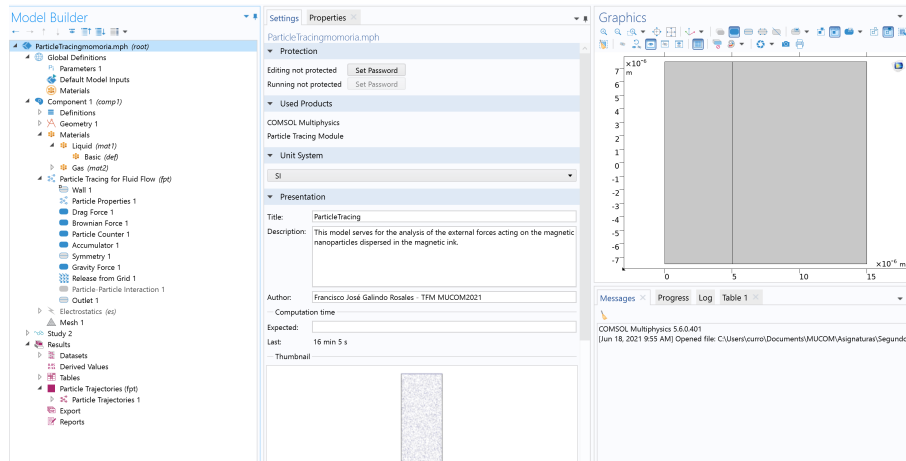 Model Builder
ParticleTracingmomoria.mph (root)
Global Definitions
Pi Parameters 1
Default Model Inputs
Materials
Component 1 (comp1)
Definitions
Geometry 1
Materials
Liquid (mat1)
Basic (def)
Gas (mat2)
Particle Tracing for Fluid Flow (fpt)
Wall 1
Particle Properties 1
Drag Force 1
Brownian Force 1
Particle Counter 1
Accumulator 1
Symmetry 1
Gravity Force 1
Release from Grid 1
Particle-Particle Interaction 1
Outlet 1
Electrostatics (es)
Mesh 1
Study 2
Results
Datasets
Derived Values
Tables
Particle Trajectories (fpt)
Particle Trajectories 1
Export
Reports
Settings Properties
ParticleTracingmomoria.mph
Protection
Editing not protected Set Password
Running not protected Set Password
Used Products
COMSOL Multiphysics
Particle Tracing Module
Unit System
SI
Presentation
Title: ParticleTracing
Description: This model serves for the analysis of the external forces acting on the magnetic
nanoparticles dispersed in the magnetic ink.
Author: Francisco José Galindo Rosales - TFM MUCOM2021
Computation time
Expected:
Last: 16 min 5 s
Thumbnail
Graphics
×10⁻⁶
m
7
6
5
4
3
2
1
0
-1
-2
-3
-4
-5
-6
-7
×10⁻⁶ m
0 5 10 15
Messages Progress Log Table 1
COMSOL Multiphysics 5.6.0.401
[Jun 18, 2021 9:55 AM] Opened file: C:\Users\curro\Documents\MUCOM\Asignaturas\Segundo